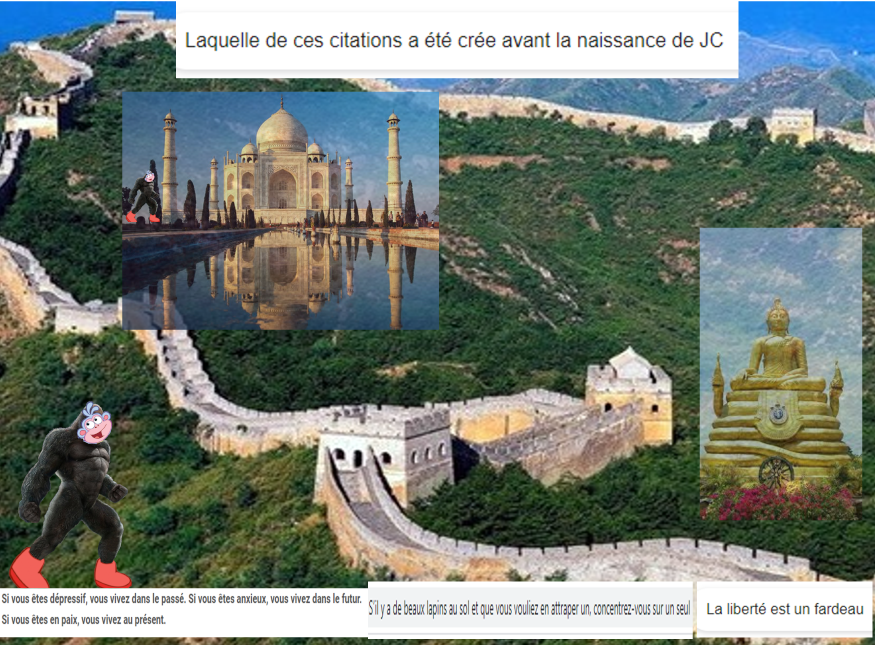 Laquelle de ces citations a été crée avant la naissance de JC
Si vous êtes dépressif, vous vivez dans le passé. Si vous êtes anxieux, vous vivez dans le futur.
Si vous êtes en paix, vous vivez au présent.
S'il y a de beaux lapins au sol et que vous vouliez en attraper un, concentrez-vous sur un seul
La liberté est un fardeau